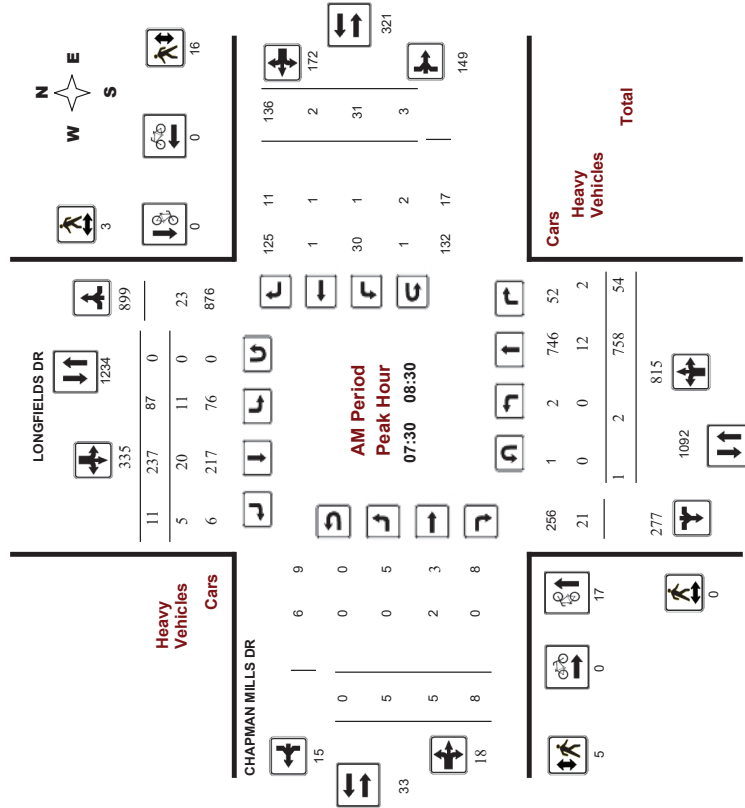 N
W E
S
3
0
0
16
LONGFIELDS DR
335
1234
899
11 237 87 0
5 20 11 0 23
6 217 76 0 876
Heavy
Vehicles
Cars
125 11 136
1 1 2
30 1 31
1 2 3
132 17
172
321
149
AM Period
Peak Hour
07:30 08:30
CHAPMAN MILLS DR
15
33
18
6 9
0 0 0
5 0 5
5 2 3
8 0 8
Cars
Heavy
Vehicles
Total
256 1 2 746 52
21 0 0 12 2
1 2 758 54
277
1092
815
5
0
17
0